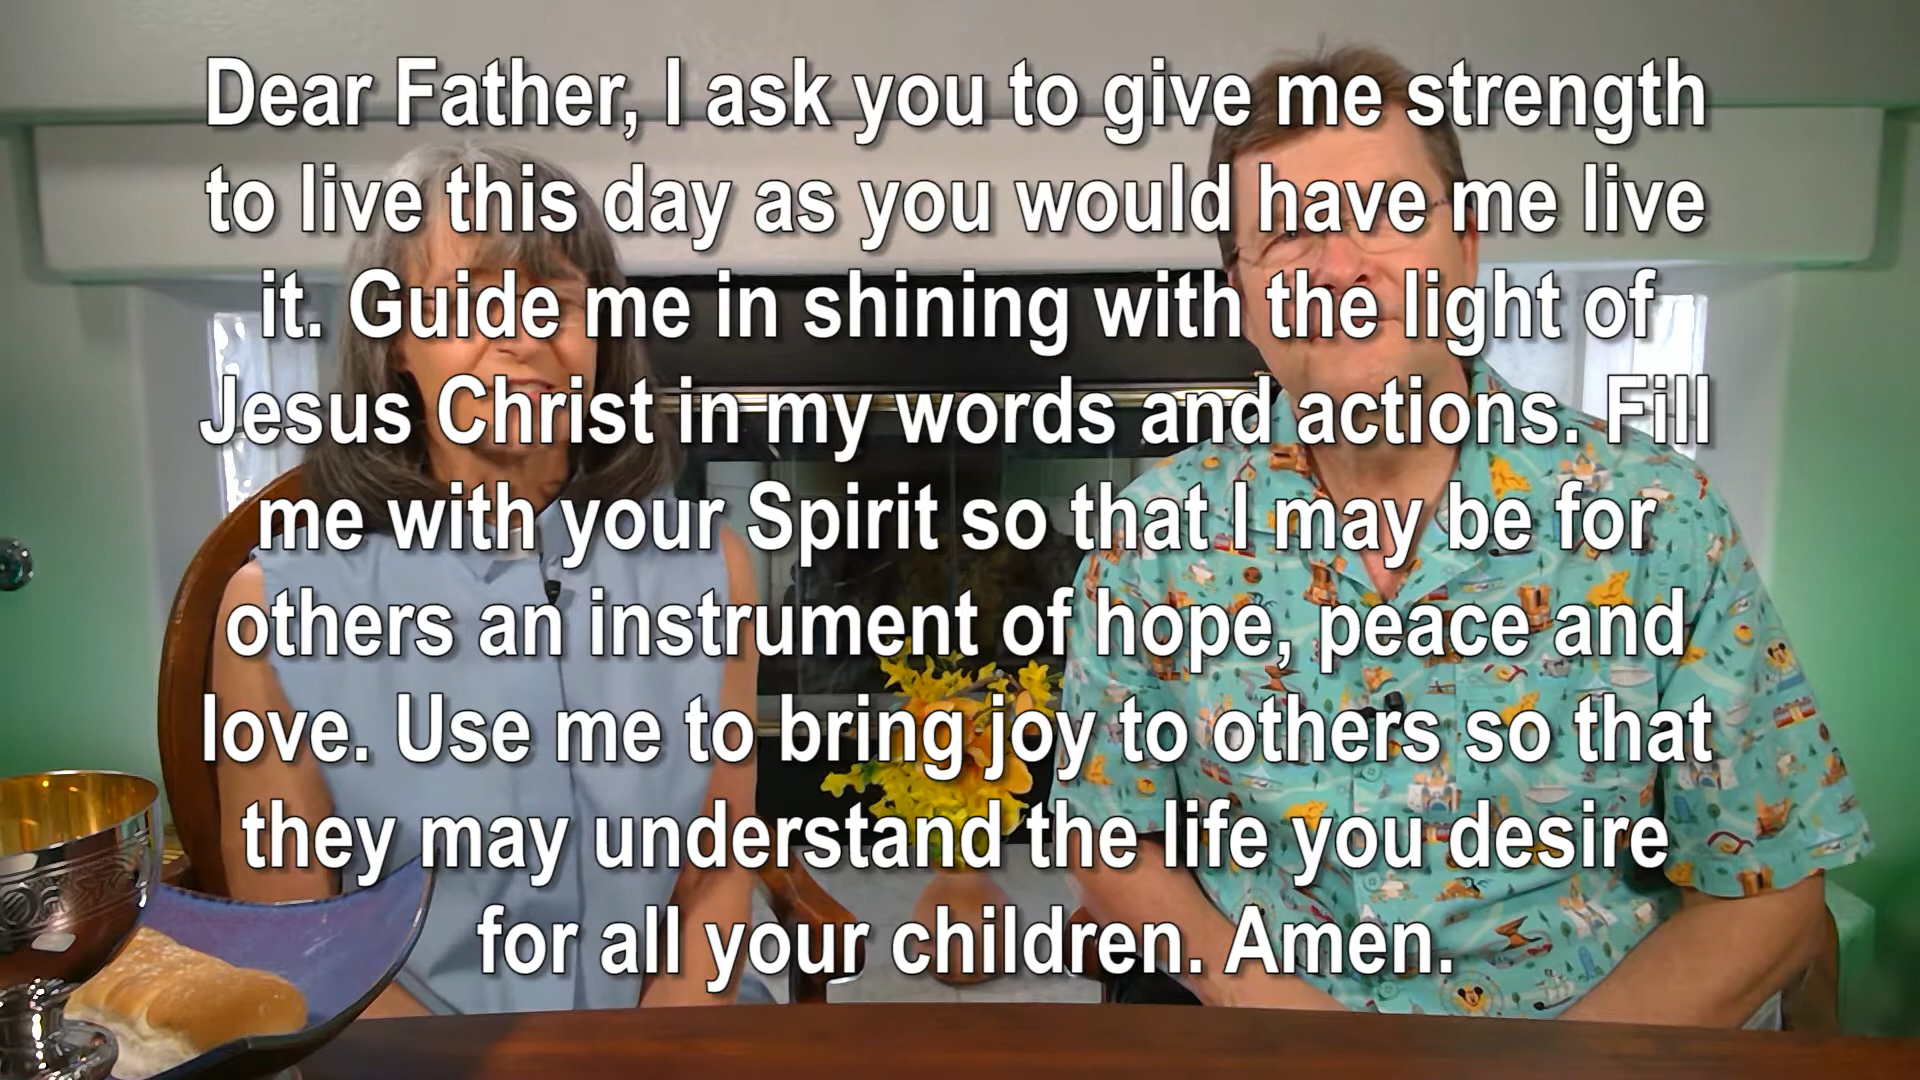 Dear Father, I ask you to give me strength
to live this day as you would have me live
it. Guide me in shining with the light of
Jesus Christ in my words and actions. Fill
me with your Spirit so that I may be for
others an instrument of hope, peace and
love. Use me to bring joy to others so that
they may understand the life you desire
for all your children. Amen.